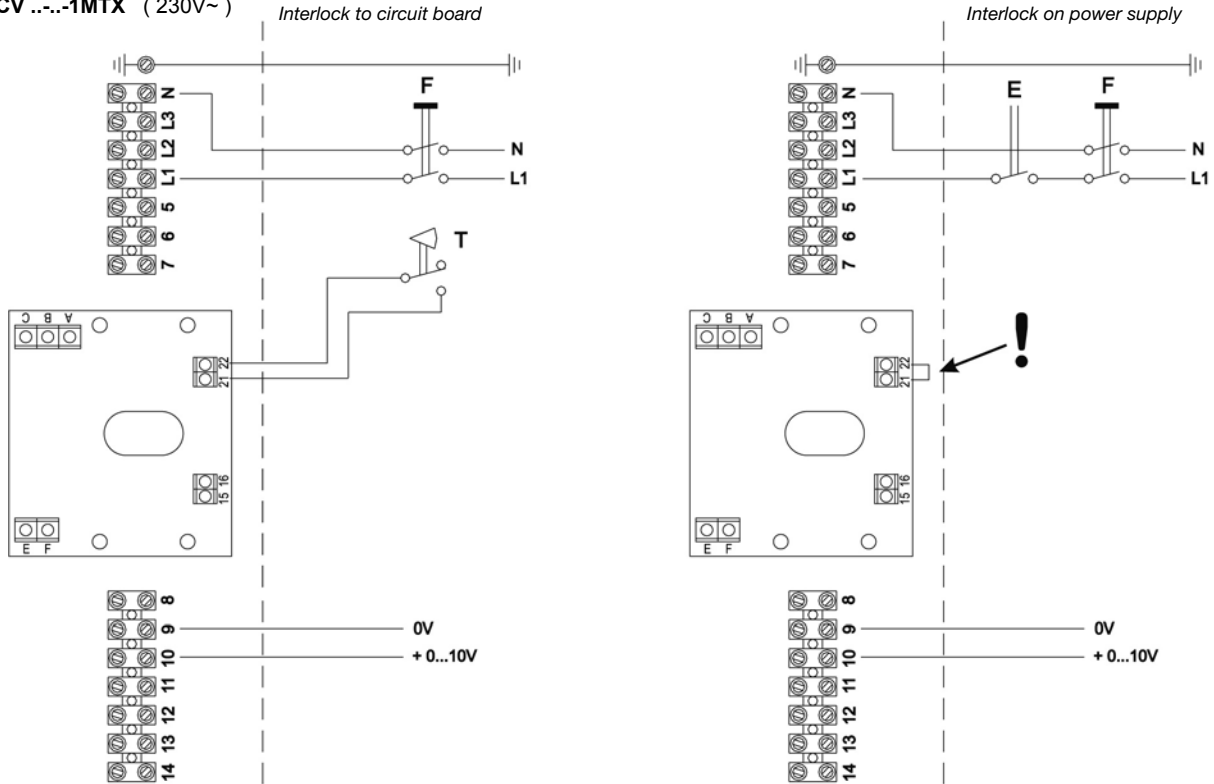 CV ..-..-1MTX ( 230V~ )
Interlock to circuit board
F
N
L3
L2
L1
5
6
7
N
L1
T
C B A
22
21
16
15
E F
8
9
10
11
12
13
14
0V
+ 0...10V
Interlock on power supply
E
F
N
L3
L2
L1
5
6
7
N
L1
C B A
22
21
!
16
15
E F
8
9
10
11
12
13
14
0V
+ 0...10V